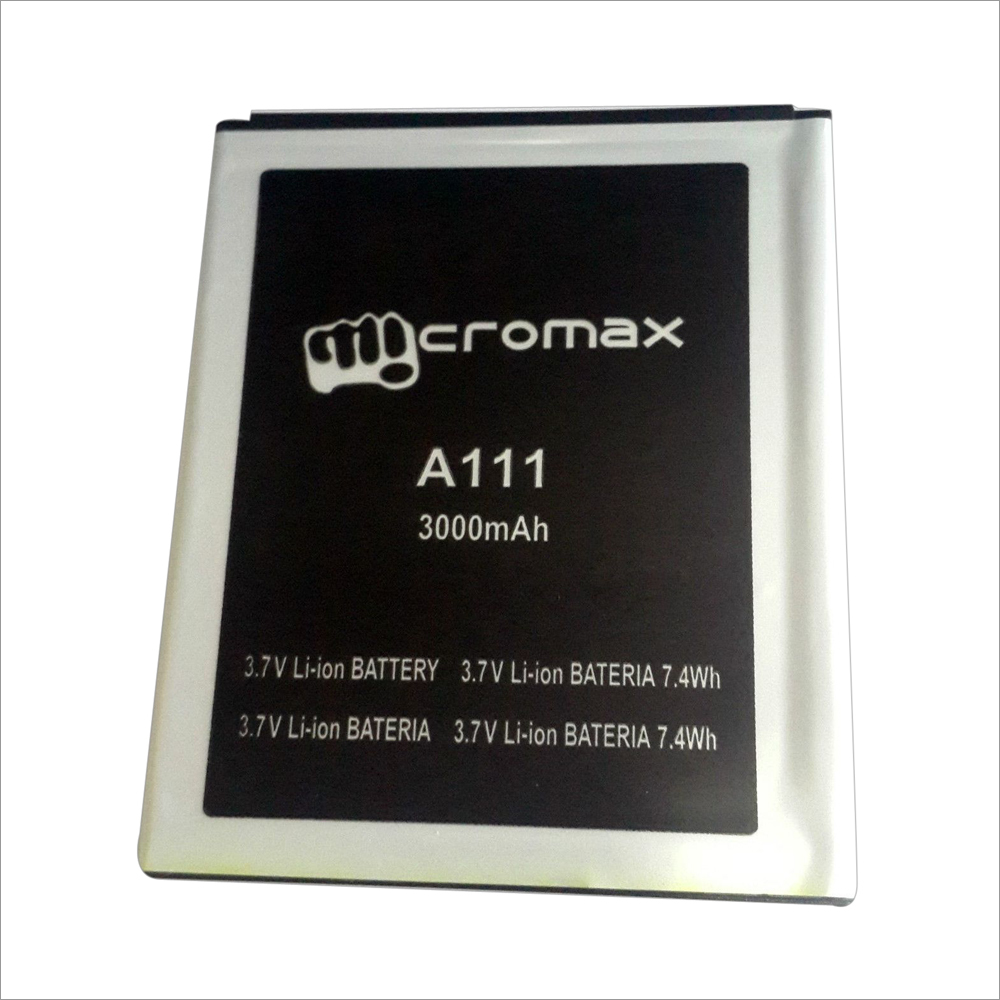 micromax
A111
3000mAh
3.7V Li-ion BATTERY 3.7V Li-ion BATERIA 7.4Wh
3.7V Li-ion BATERIA 3.7V Li-ion BATERIA 7.4Wh